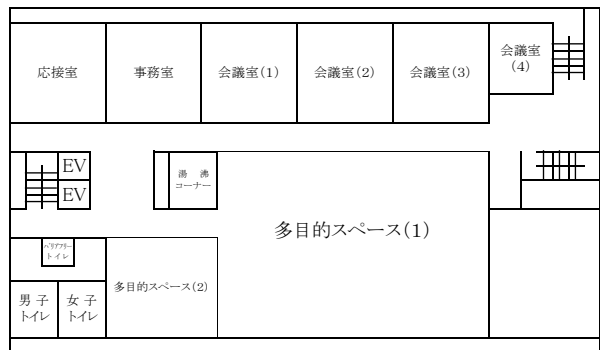 応接室
事務室
会議室(1)
会議室(2)
会議室(3)
会議室
(4)
EV
EV
湯 沸
コーナー
多目的スペース(1)
バリアフリー
トイレ
多目的スペース(2)
男 子
トイレ
女 子
トイレ